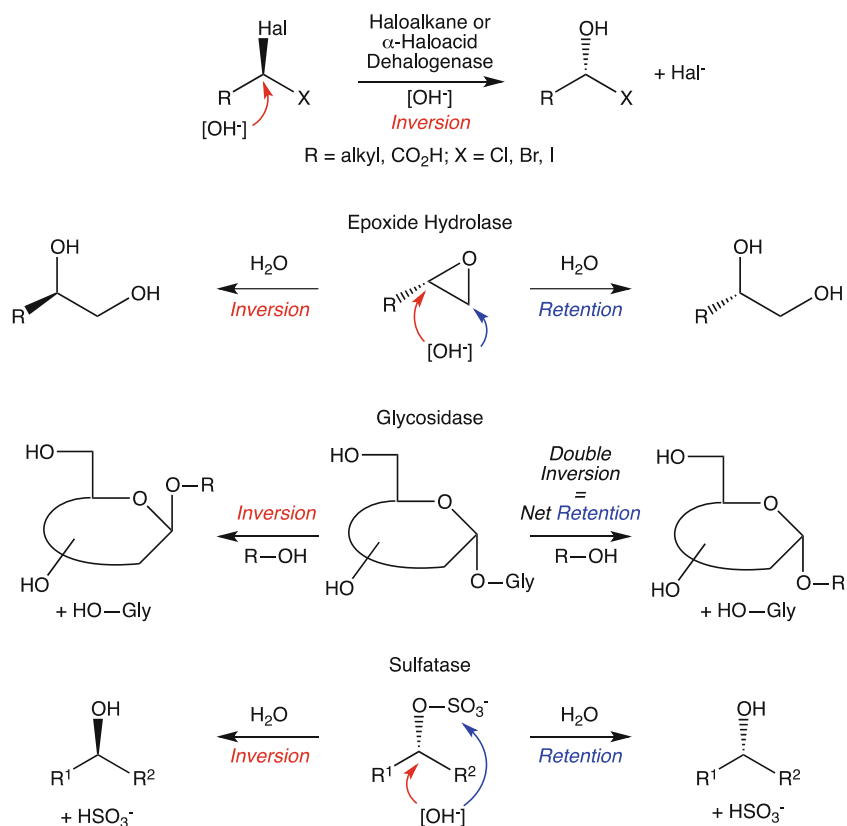 Hal
R
X
[OH-]
Haloalkane or
α-Haloacid
Dehalogenase
[OH-]
Inversion
OH
R
X
+ Hal-
R = alkyl, CO2H; X = Cl, Br, I
Epoxide Hydrolase
OH
OH
R
H2O
Inversion
O
R
[OH-]
H2O
Retention
OH
OH
R
Glycosidase
HO
O
O—R
HO
+ HO—Gly
Inversion
R—OH
HO
O
HO
O—Gly
Double
Inversion
=
Net Retention
R—OH
HO
O
HO
O—R
+ HO—Gly
Sulfatase
OH
R1
R2
+ HSO3-
H2O
Inversion
O—SO3-
R1
R2
[OH-]
H2O
Retention
OH
R1
R2
+ HSO3-